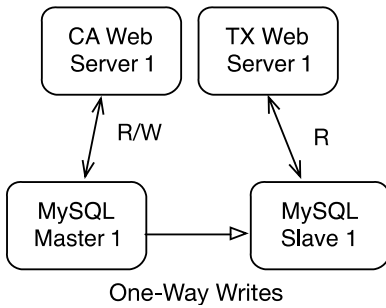 CA Web
Server 1
TX Web
Server 1
R/W
R
MySQL
Master 1
MySQL
Slave 1
One-Way Writes